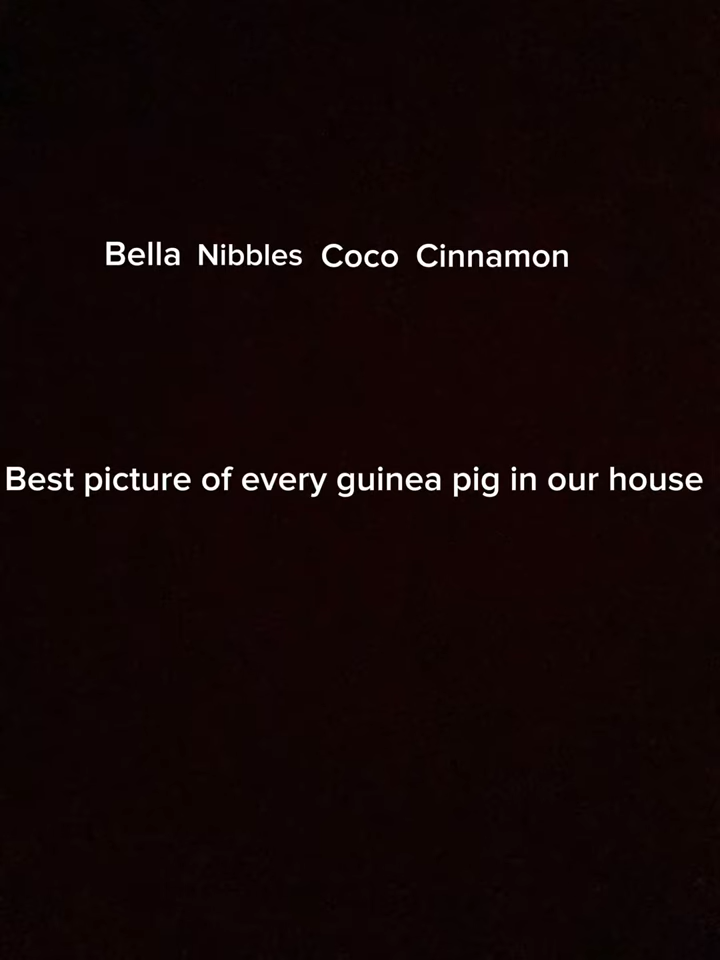 Bella Nibbles Coco Cinnamon
Best picture of every guinea pig in our house